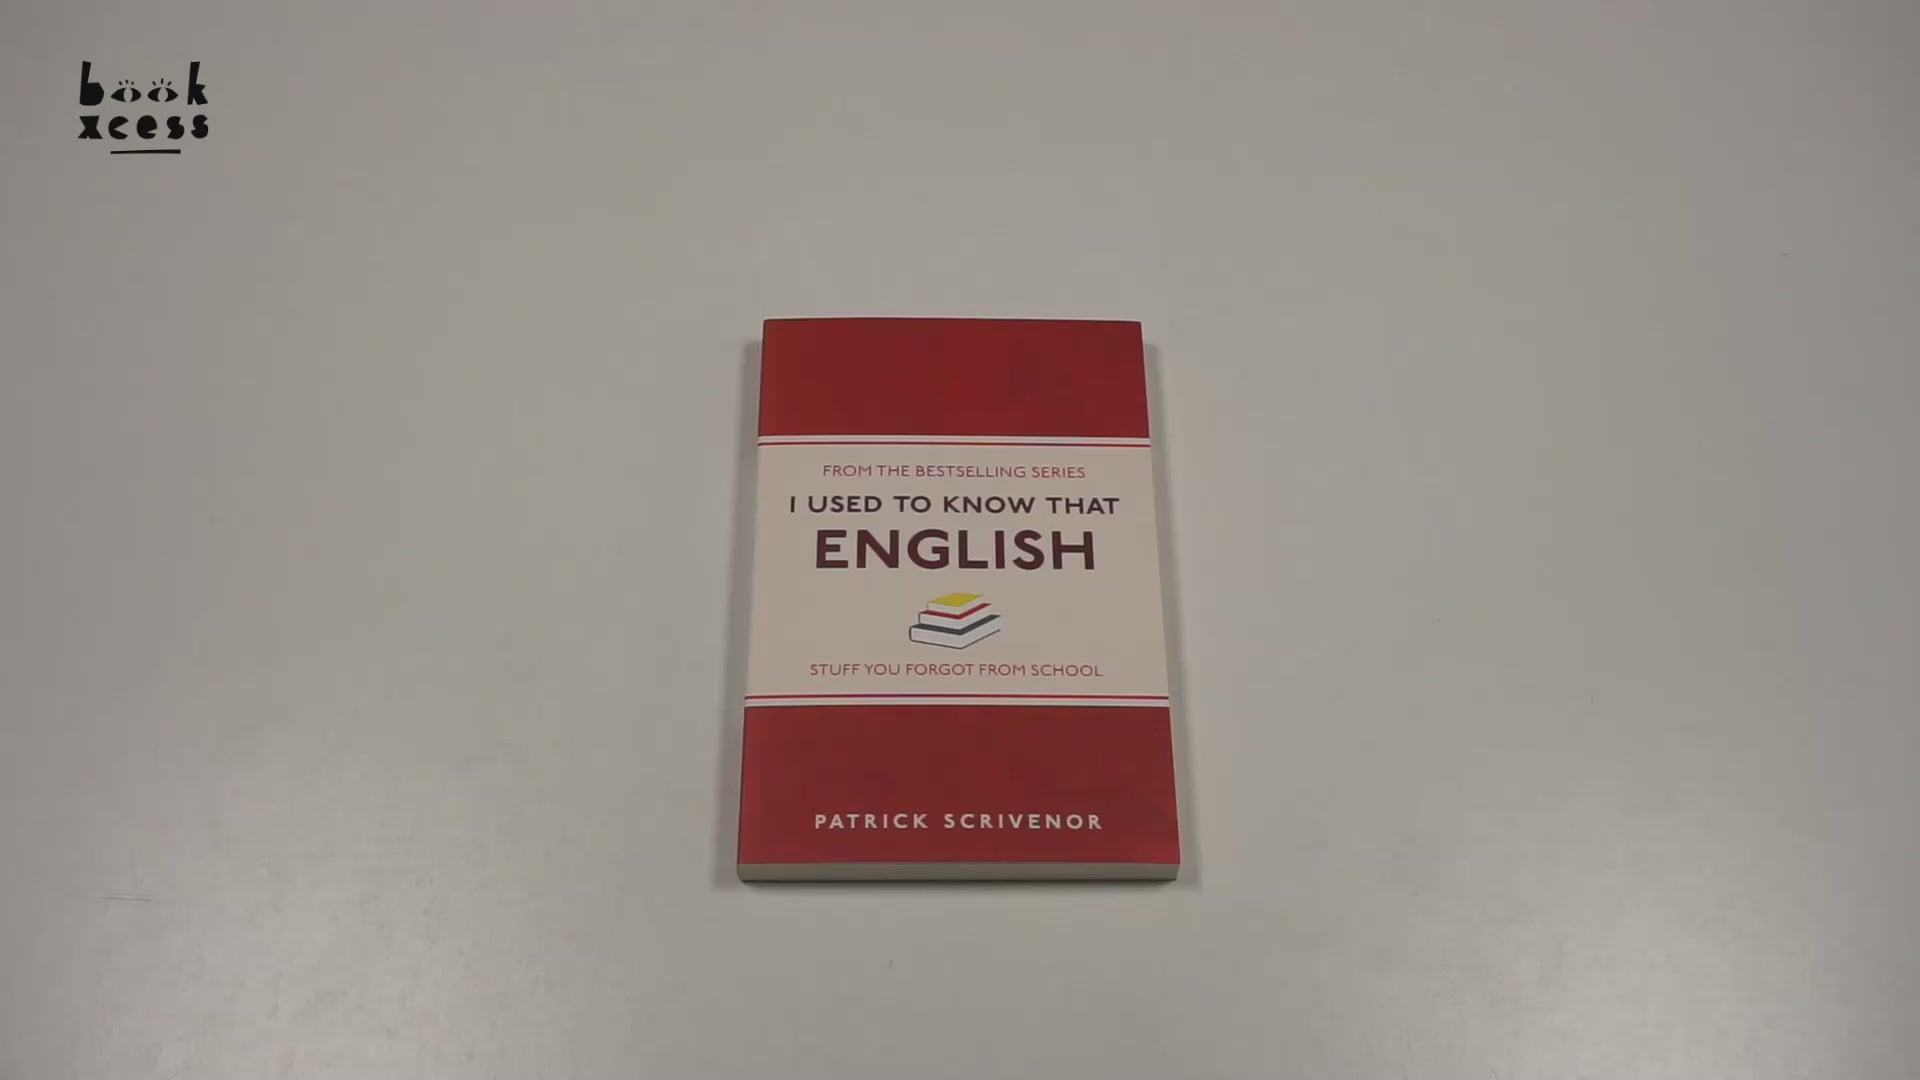 book
xcess
FROM THE BESTSELLING SERIES
I USED TO KNOW THAT
ENGLISH
STUFF YOU FORGOT FROM SCHOOL
PATRICK SCRIVENOR